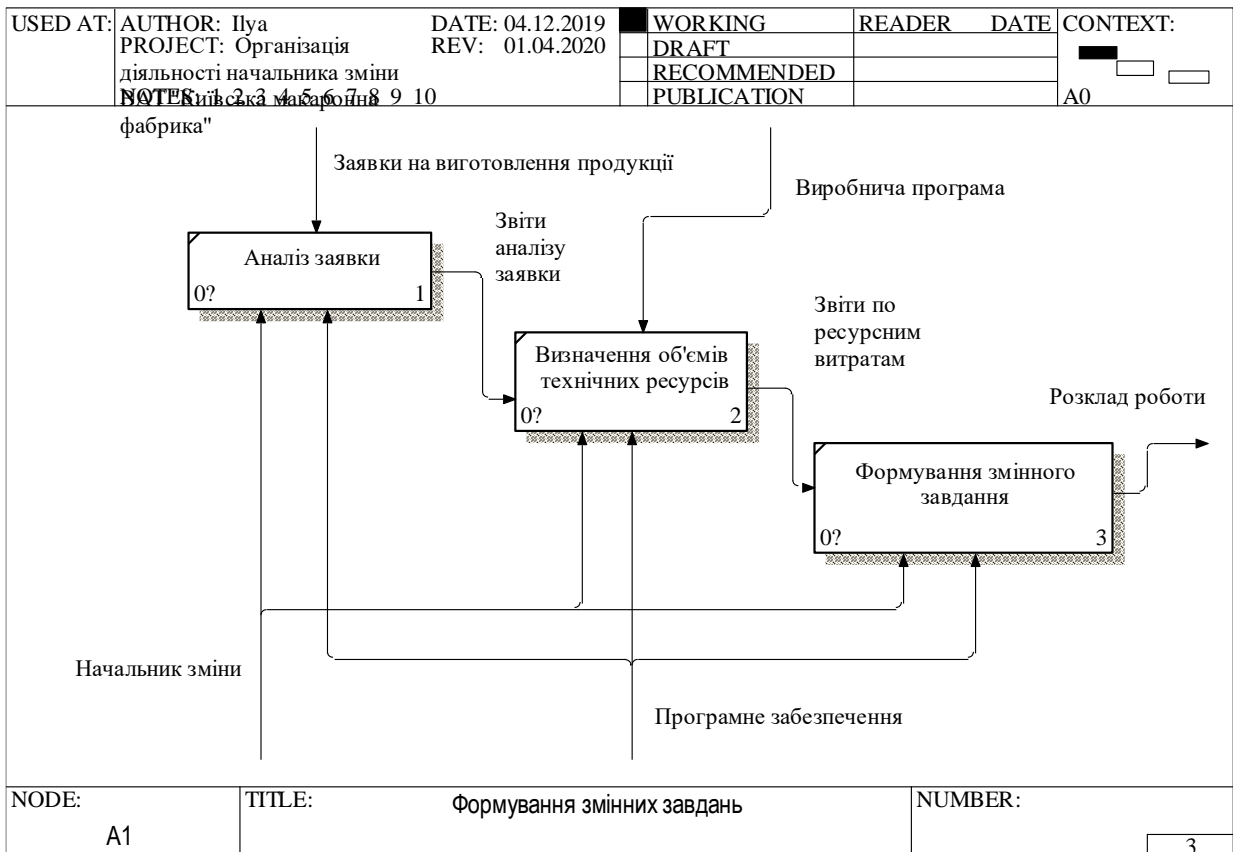 USED AT:
AUTHOR: Ilya
DATE: 04.12.2019
PROJECT: Організація
REV: 01.04.2020
діяльності начальника зміни
ВАТ "Київська макаронна
фабрика"
NOTES: 1 2 3 4 5 6 7 8 9 10
WORKING
DRAFT
RECOMMENDED
PUBLICATION
READER DATE
CONTEXT:
A0
Заявки на виготовлення продукції
Виробнича програма
Аналіз заявки
0? 1
Звіти
аналізу
заявки
Визначення об'ємів
технічних ресурсів
0? 2
Звіти по
ресурсним
витратам
Розклад роботи
Формування змінного
завдання
0? 3
Начальник зміни
Програмне забезпечення
NODE:
A1
TITLE:
Формування змінних завдань
NUMBER:
3